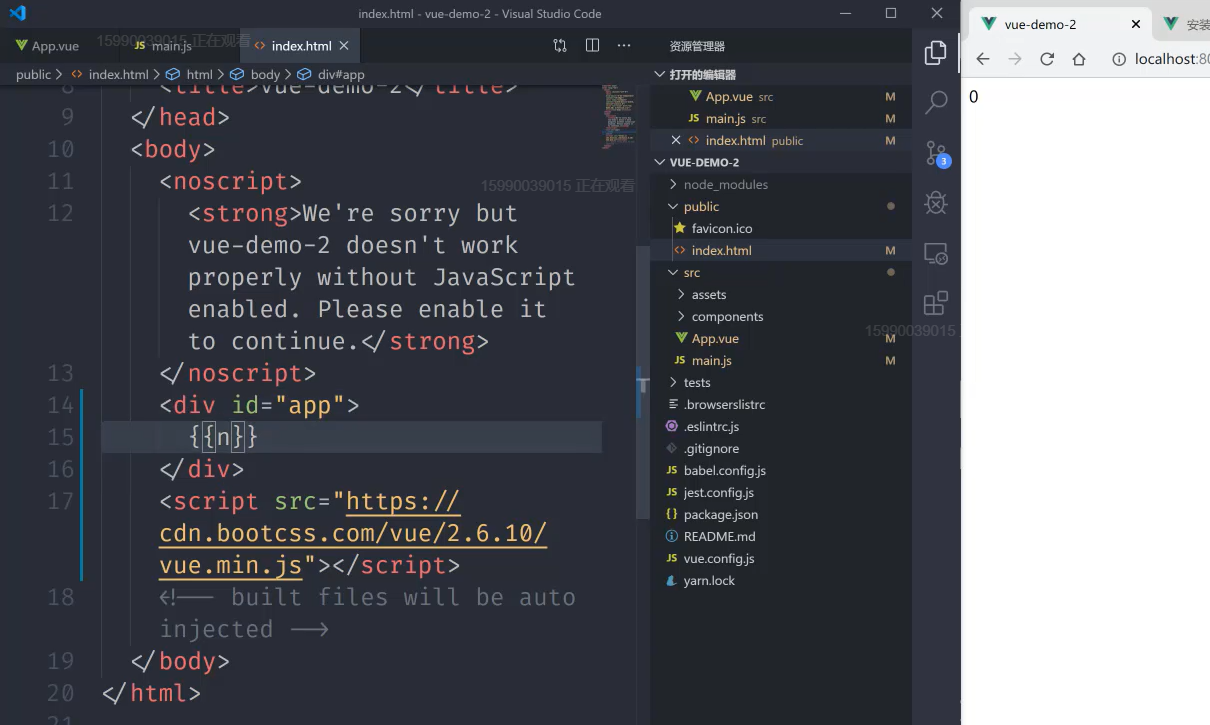 index.html - vue-demo-2 - Visual Studio Code
App.vue
JS main.js
<> index.html
15990039015 正在观看
public > <> index.html > html > body > div#app
8 <title>vue-demo-2</title>
9 </head>
10 <body>
11 <noscript>
12 <strong>We're sorry but
vue-demo-2 doesn't work
properly without JavaScript
enabled. Please enable it
to continue.</strong>
13 </noscript>
14 <div id="app">
15 {{n}}
16 </div>
17 <script src="https://
cdn.bootcss.com/vue/2.6.10/
vue.min.js"></script>
18 <!-- built files will be auto
injected -->
19 </body>
20 </html>
21
15990039015 正在观看
资源管理器
打开的编辑器
App.vue src M
JS main.js src M
<> index.html public M
VUE-DEMO-2
node_modules
public
favicon.ico
<> index.html M
src
assets
components
App.vue M
JS main.js M
tests
.browserslistrc
.eslintrc.js
.gitignore
JS babel.config.js
JS jest.config.js
{} package.json
README.md
JS vue.config.js
yarn.lock
3
15990039015
vue-demo-2
安装
localhost:80
0